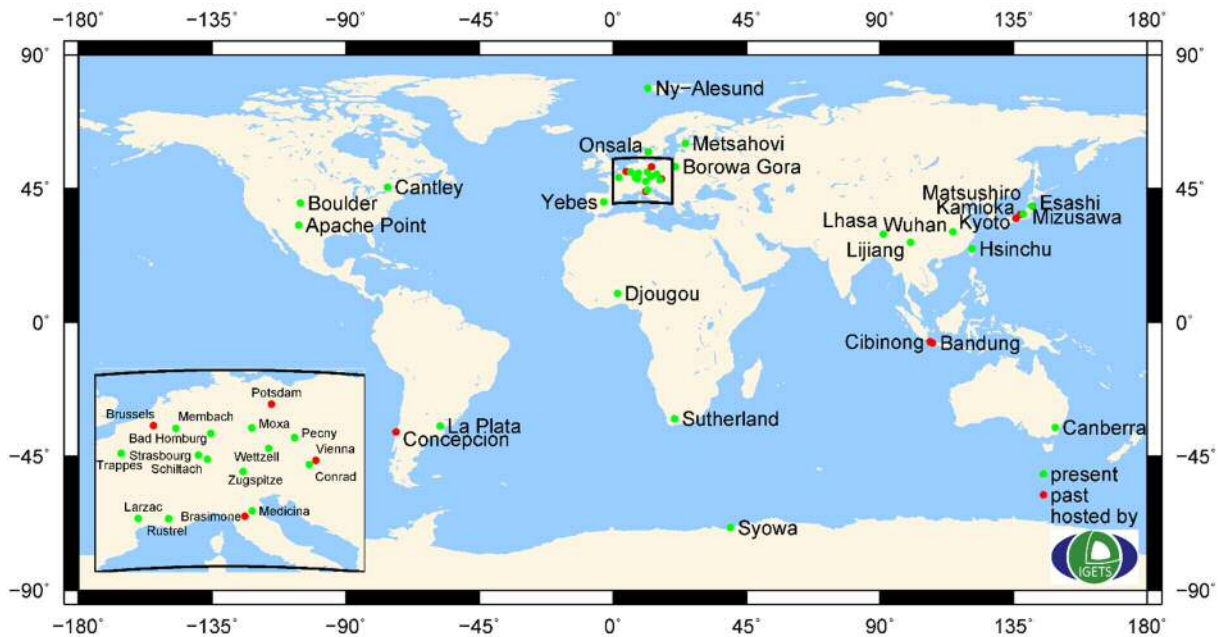 −180° −135° −90° −45° 0° 45° 90° 135° 180°
90° 90°
Ny−Alesund
Onsala Metsahovi
Borowa Gora
45° Cantley 45°
Boulder Yebes Matsushiro Esashi
Kamioka Mizusawa
Apache Point Lhasa Wuhan Kyoto
Lijiang Hsinchu
Djougou
0° 0°
Cibinong Bandung
Potsdam
Brussels Membach Moxa
Bad Homburg Pecny
La Plata Sutherland Canberra
Concepcion
Strasbourg Wettzell Vienna
−45° Trappes Schiltach −45°
Zugspitze Conrad
present
past
hosted by
Larzac Brasimone Medicina
Rustrel
Syowa
IGETS
−90° −90°
−180° −135° −90° −45° 0° 45° 90° 135° 180°